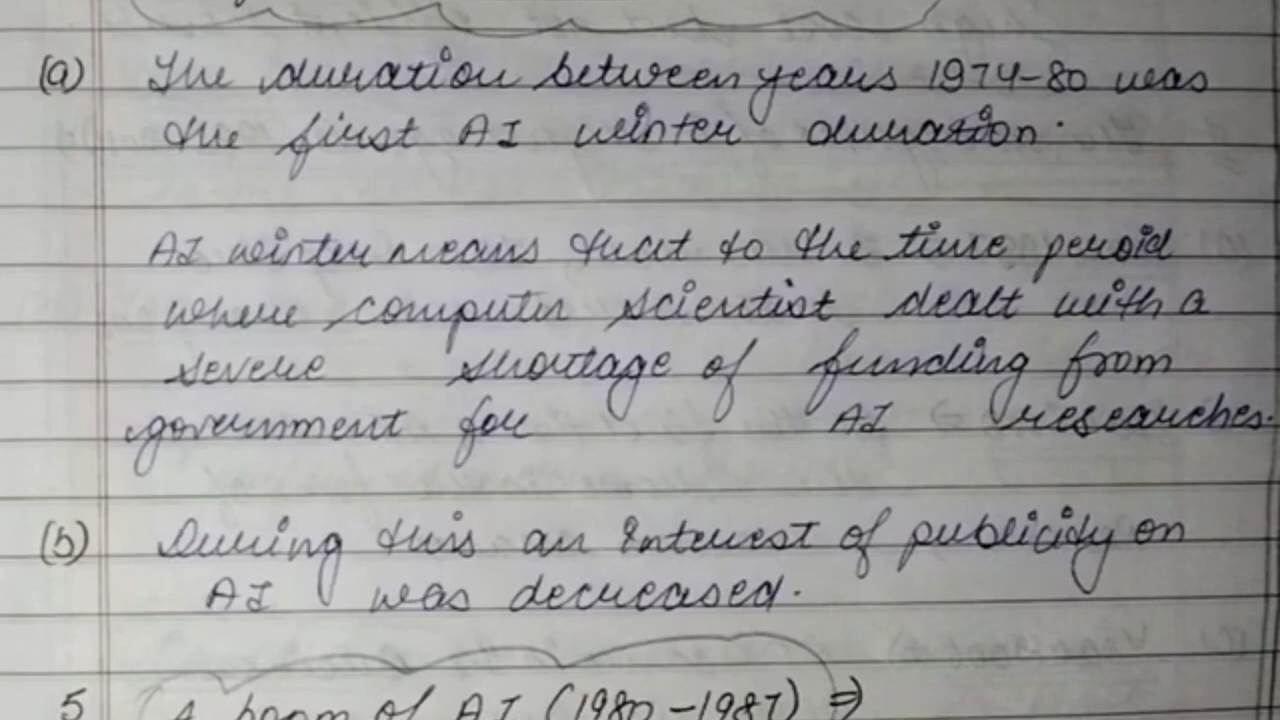 (a) The duration between years 1974-80 was
the first AI winter duration.
AI winter means that to the time peroid
where computer scientist dealt with a
severe shortage of funding from
government for AI researches.
(b) During this an interest of publicity on
AI was decreased.
5 A boom of AI (1980-1987) ⇒